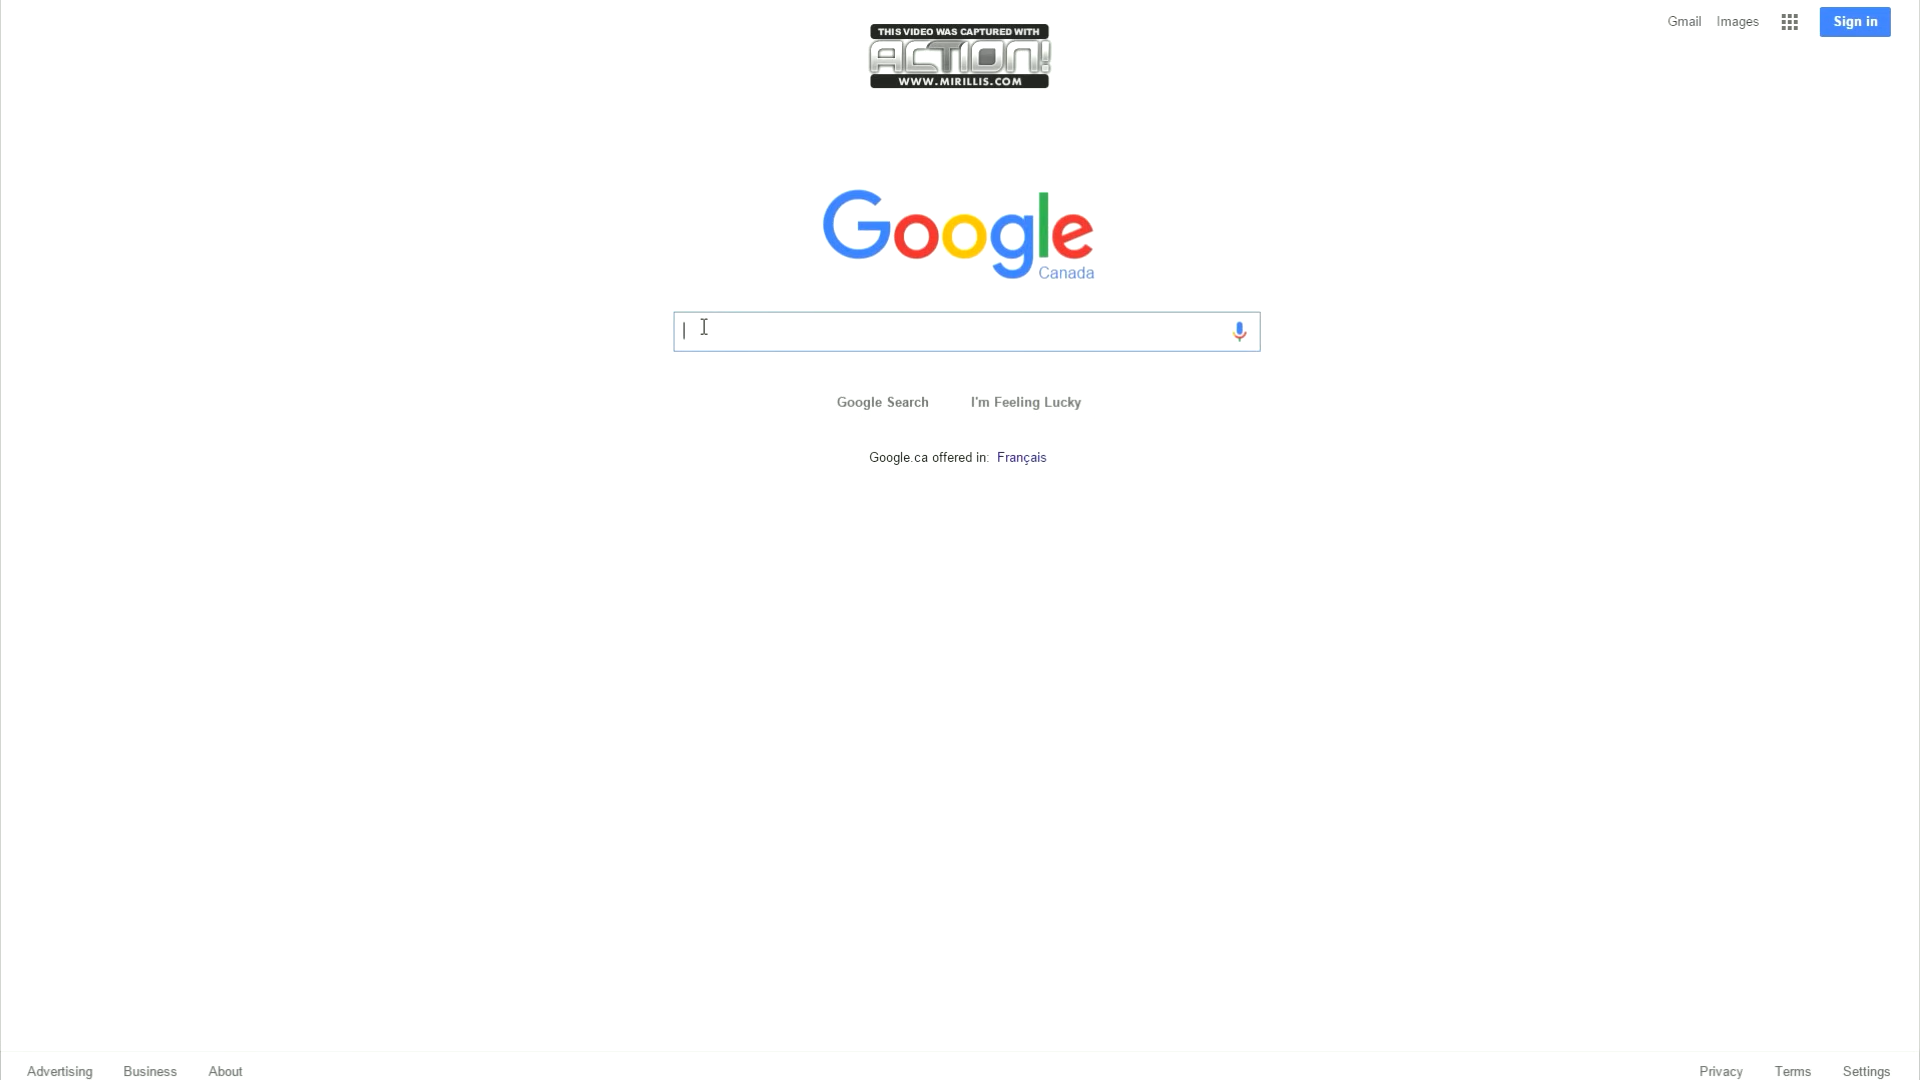 Gmail Images Sign in
THIS VIDEO WAS CAPTURED WITH
ACTION!
WWW.MIRILLIS.COM
Google
Canada
Google Search I'm Feeling Lucky
Google.ca offered in: Français
Advertising Business About Privacy Terms Settings